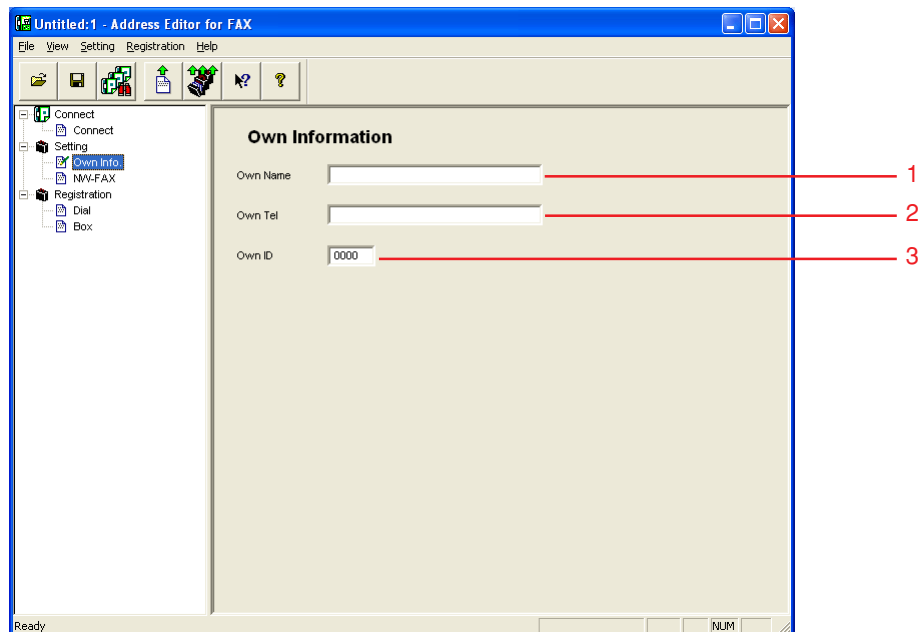 Untitled:1 - Address Editor for FAX
File View Setting Registration Help
Connect
Connect
Setting
Own Info.
NW-FAX
Registration
Dial
Box
Own Information
Own Name
1
Own Tel
2
Own ID
0000
3
Ready
NUM